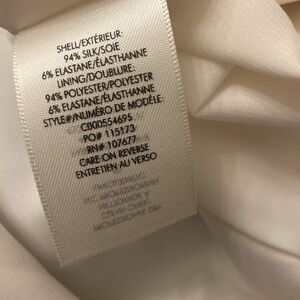 SHELL/EXTÉRIEUR:
94% SILK/SOIE
6% ELASTANE/ÉLASTHANNE
LINING/DOUBLURE:
94% POLYESTER/POLYESTER
6% ELASTANE/ÉLASTHANNE
STYLE#/NUMÉRO DE MODÈLE:
CB00554695
PO# 115173
RN# 107677
CARE ON REVERSE
ENTRETIEN AU VERSO